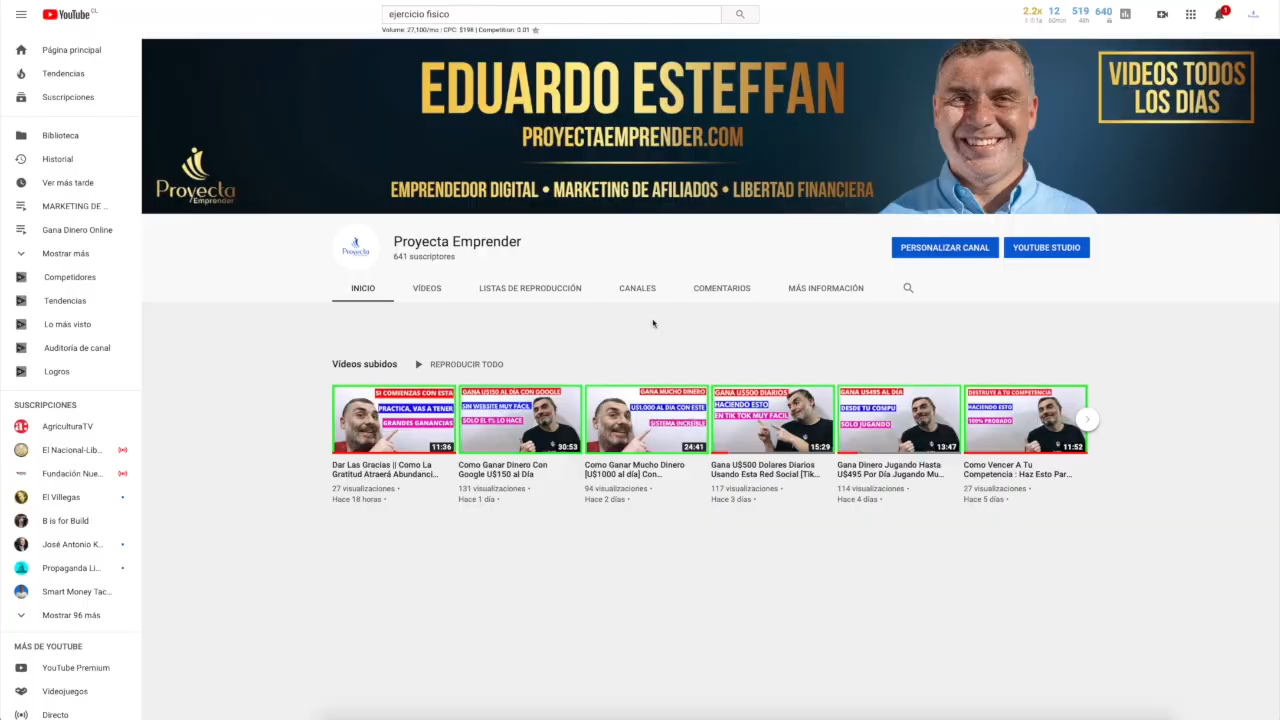 YouTube CL
ejercicio fisico
Volume: 27,100/mo | CPC: $198 | Competition: 0.01
2.2x 12 519 640
60min 48h
1
Página principal
Tendencias
Suscripciones
Biblioteca
Historial
Ver más tarde
MARKETING DE ...
Gana Dinero Online
Mostrar más
Competidores
Tendencias
Lo más visto
Auditoría de canal
Logros
SUSCRIPCIONES
AgriculturaTV
El Nacional-Lib...
Fundación Nue...
El Villegas
B is for Build
José Antonio K...
Propaganda Li...
Smart Money Tac...
Mostrar 96 más
MÁS DE YOUTUBE
YouTube Premium
Videojuegos
Directo
EDUARDO ESTEFFAN
PROYECTAEMPRENDER.COM
EMPRENDEDOR DIGITAL • MARKETING DE AFILIADOS • LIBERTAD FINANCIERA
Proyecta
Emprender
VIDEOS TODOS
LOS DIAS
Proyecta
Proyecta Emprender
641 suscriptores
PERSONALIZAR CANAL
YOUTUBE STUDIO
INICIO VÍDEOS LISTAS DE REPRODUCCIÓN CANALES COMENTARIOS MÁS INFORMACIÓN
Vídeos subidos REPRODUCIR TODO
SI COMIENZAS CON ESTA
PRACTICA, VAS A TENER
GRANDES GANANCIAS
11:36
Dar Las Gracias || Como La
Gratitud Atraerá Abundanci...
27 visualizaciones •
Hace 18 horas •
GANA U$150 AL DÍA CON GOOGLE
SIN WEBSITE MUY FÁCIL,
SOLO EL 1% LO HACE
30:53
Como Ganar Dinero Con
Google U$150 al Día
131 visualizaciones •
Hace 1 día •
GANA MUCHO DINERO
U$1.000 AL DÍA CON ESTE
SISTEMA INCREÍBLE
24:41
Como Ganar Mucho Dinero
[U$1000 al día] Con...
94 visualizaciones •
Hace 2 días •
GANA U$500 DIARIOS
HACIENDO ESTO
EN TIK TOK MUY FACIL
15:29
Gana U$500 Dolares Diarios
Usando Esta Red Social [Tik...
117 visualizaciones •
Hace 3 días •
GANA U$495 AL DIA
DESDE TU COMPU
SOLO JUGANDO
13:47
Gana Dinero Jugando Hasta
U$495 Por Día Jugando Mu...
114 visualizaciones •
Hace 4 días •
DESTRUYE A TU COMPETENCIA
HACIENDO ESTO
100% PROBADO
11:52
Como Vencer A Tu
Competencia : Haz Esto Par...
27 visualizaciones •
Hace 5 días •